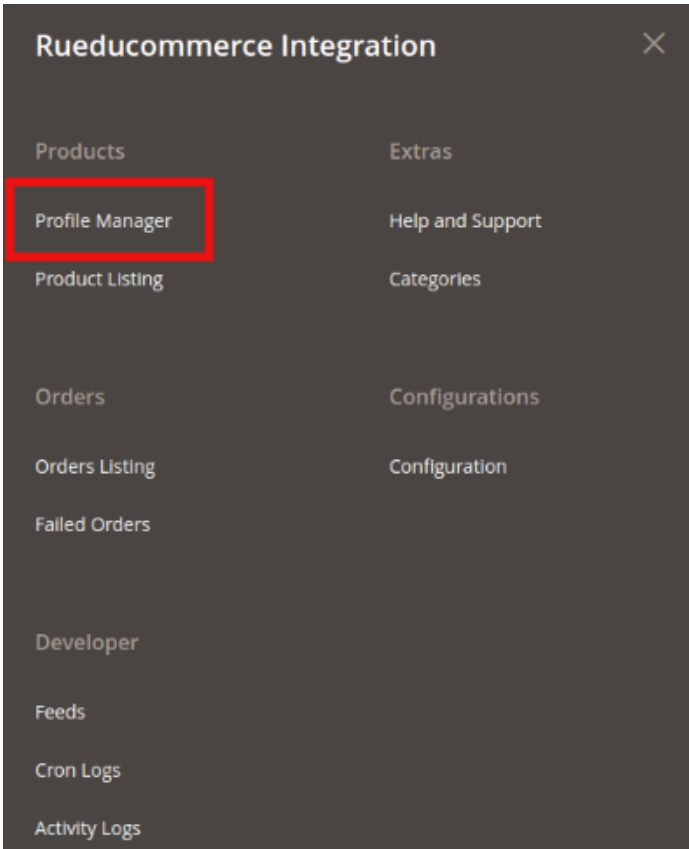 Rueducommerce Integration
Products
Profile Manager
Product Listing
Extras
Help and Support
Categories
Orders
Orders Listing
Failed Orders
Configurations
Configuration
Developer
Feeds
Cron Logs
Activity Logs